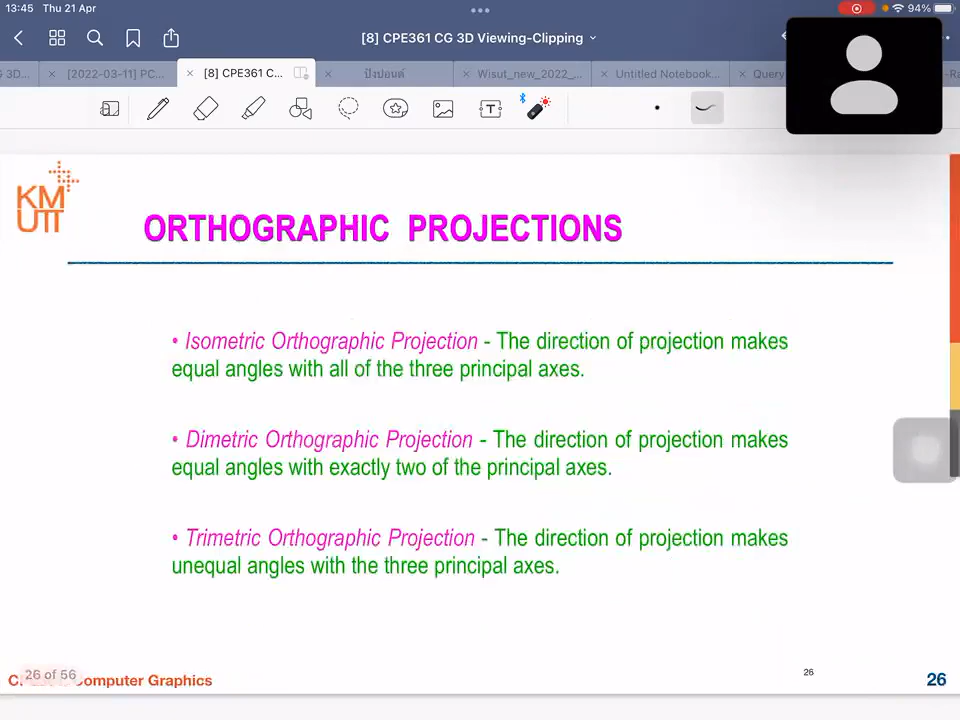 13:45 Thu 21 Apr
94%
[8] CPE361 CG 3D Viewing-Clipping
3D...
[2022-03-11] PC...
[8] CPE361 C...
ปังปอนด์
Wisut_new_2022_...
Untitled Notebook...
Query
T
KM
UTT
ORTHOGRAPHIC PROJECTIONS
• Isometric Orthographic Projection - The direction of projection makes
equal angles with all of the three principal axes.
• Dimetric Orthographic Projection - The direction of projection makes
equal angles with exactly two of the principal axes.
• Trimetric Orthographic Projection - The direction of projection makes
unequal angles with the three principal axes.
26 of 56
Computer Graphics
26
26